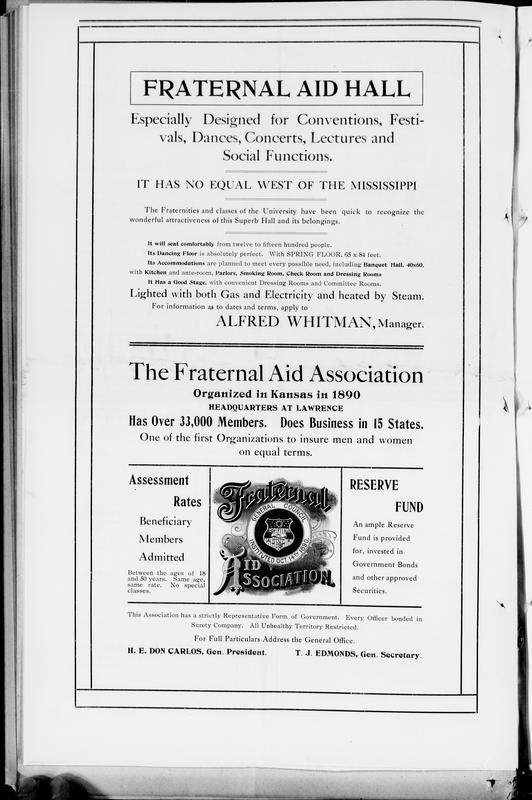 FRATERNAL AID HALL
Especially Designed for Conventions, Festi-
vals, Dances, Concerts, Lectures and
Social Functions.
IT HAS NO EQUAL WEST OF THE MISSISSIPPI
The Fraternities and classes of the University have been quick to recognize the
wonderful attractiveness of this Superb Hall and its belongings.
It will seat comfortably from twelve to fifteen hundred people.
Its Dancing Floor is absolutely perfect. With SPRING FLOOR, 65 x 84 feet.
Its Accommodations are planned to meet every possible need, including Banquet Hall, 40x60,
with Kitchen and ante-room, Parlors, Smoking Room, Check Room and Dressing Rooms
It Has a Good Stage, with convenient Dressing Rooms and Committee Rooms.
Lighted with both Gas and Electricity and heated by Steam.
For information as to dates and terms, apply to
ALFRED WHITMAN, Manager.
The Fraternal Aid Association
Organized in Kansas in 1890
HEADQUARTERS AT LAWRENCE
Has Over 33,000 Members. Does Business in 15 States.
One of the first Organizations to insure men and women
on equal terms.
Assessment
Rates
Beneficiary
Members
Admitted
Between the ages of 18
and 50 years. Same age,
same rate. No special
classes.
Fraternal
GENERAL COUNCIL
INSTITUTED OCT. 14TH 1890
AID
ASSOCIATION.
RESERVE
FUND
An ample Reserve
Fund is provided
for, invested in
Government Bonds
and other approved
Securities.
This Association has a strictly Representative Form of Government. Every Officer bonded in
Surety Company. All Unhealthy Territory Restricted.
For Full Particulars Address the General Office.
H. E. DON CARLOS, Gen. President. T. J. EDMONDS, Gen. Secretary.